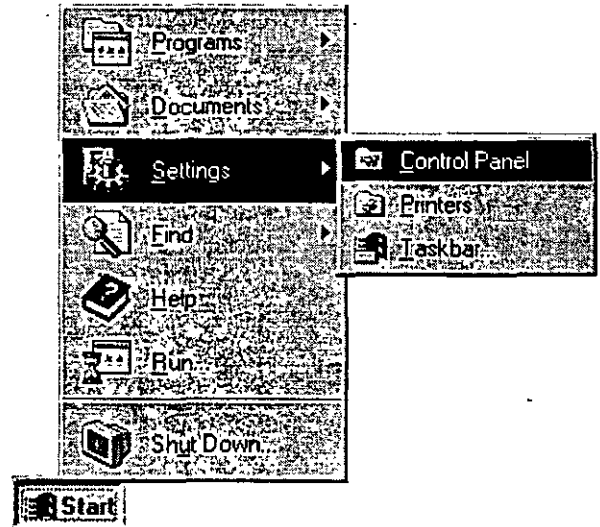 Programs
Documents
Settings
Control Panel
Find
Printers
Taskbar...
Help
Run...
Shut Down...
Start